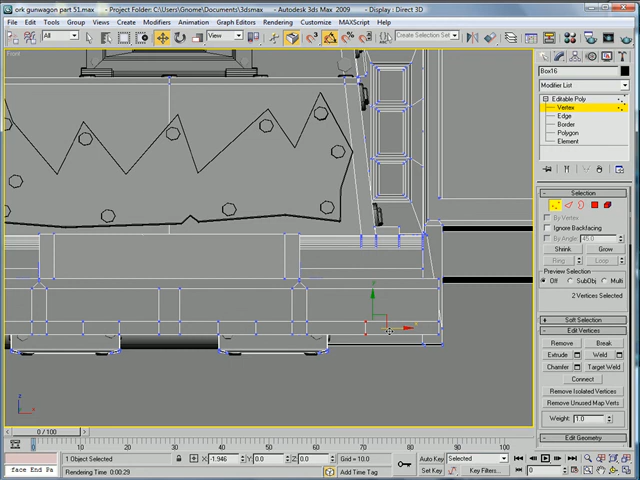 ork gunwagon part 51.max - Project Folder: C:\Users\Gnome\Documents\3dsmax - Autodesk 3ds Max 2009 - Display : Direct 3D
File Edit Tools Group Views Create Modifiers Animation Graph Editors Rendering Customize MAXScript Help
All View Create Selection Set
Front
Box16
Modifier List
Editable Poly
Vertex
Edge
Border
Polygon
Element
Selection
By Vertex
Ignore Backfacing
By Angle: 45.0
Shrink Grow
Ring Loop
Preview Selection
Off SubObj Multi
2 Vertices Selected
Soft Selection
Edit Vertices
Remove Break
Extrude Weld
Chamfer Target Weld
Connect
Remove Isolated Vertices
Remove Unused Map Verts
Weight: 1.0
Edit Geometry
0 / 100
0 10 20 30 40 50 60 70 80 90 100
1 Object Selected X: -1.946 Y: 0.0 Z: 0.0 Grid = 10.0 Auto Key Selected
face End Pa Rendering Time 0:00:29 Add Time Tag Set Key Key Filters... 0